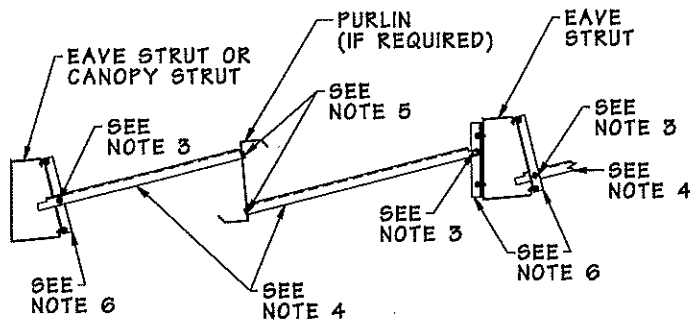 PURLIN
(IF REQUIRED)
EAVE STRUT OR
CANOPY STRUT
EAVE
STRUT
SEE
NOTE 5
SEE
NOTE 3
SEE
NOTE 3
SEE
NOTE 4
SEE
NOTE 3
SEE
NOTE 6
SEE
NOTE 6
SEE
NOTE 4